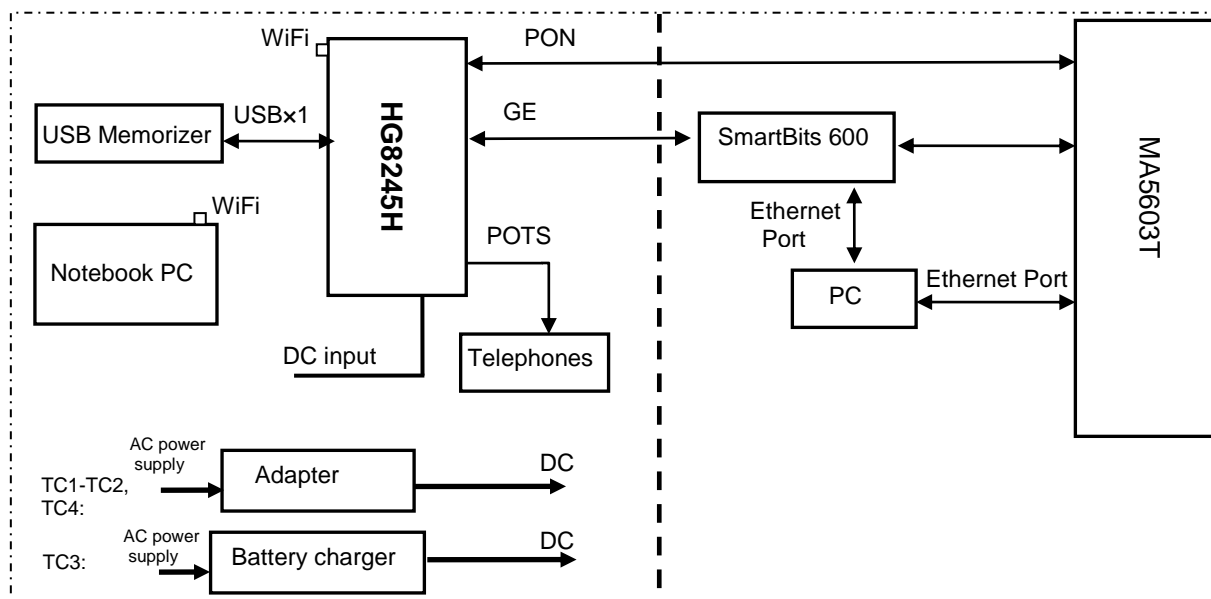 WiFi
PON
HG8245H
MA5603T
USB×1
USB Memorizer
GE
SmartBits 600
WiFi
Notebook PC
POTS
Ethernet
Port
PC
Ethernet Port
DC input
Telephones
AC power
supply
TC1-TC2,
TC4:
Adapter
DC
AC power
supply
TC3:
Battery charger
DC